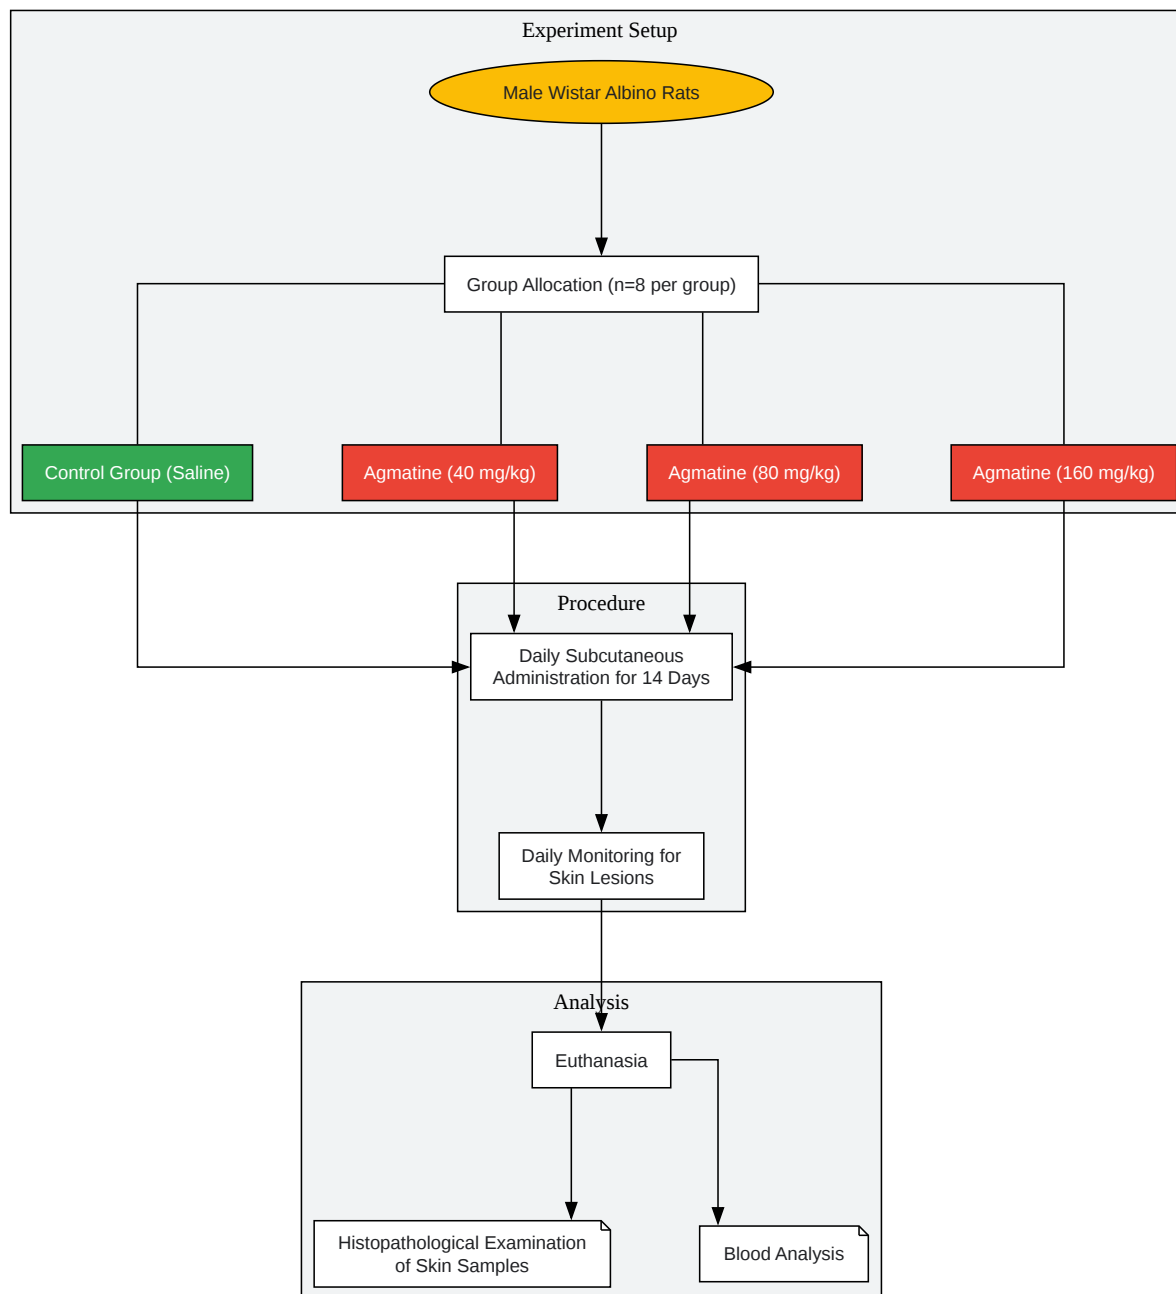 Experiment Setup
Male Wistar Albino Rats
Group Allocation (n=8 per group)
Control Group (Saline)
Agmatine (40 mg/kg)
Agmatine (80 mg/kg)
Agmatine (160 mg/kg)
Procedure
Daily Subcutaneous
Administration for 14 Days
Daily Monitoring for
Skin Lesions
Analysis
Euthanasia
Histopathological Examination
of Skin Samples
Blood Analysis